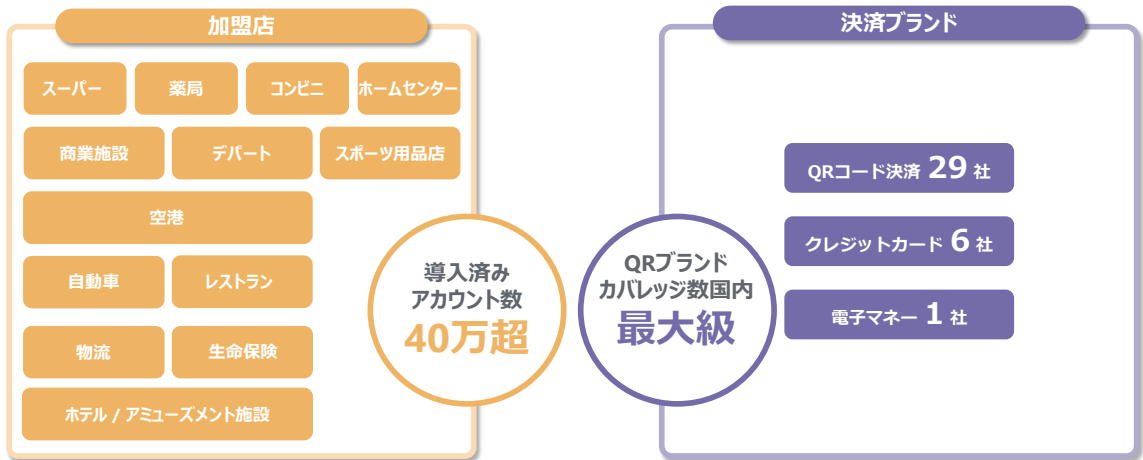 加盟店
スーパー
薬局
コンビニ
ホームセンター
商業施設
デパート
スポーツ用品店
空港
自動車
レストラン
物流
生命保険
ホテル / アミューズメント施設
導入済み
アカウント数
40万超
決済ブランド
QRブランド
カバレッジ数国内
最大級
QRコード決済 29 社
クレジットカード 6 社
電子マネー 1 社